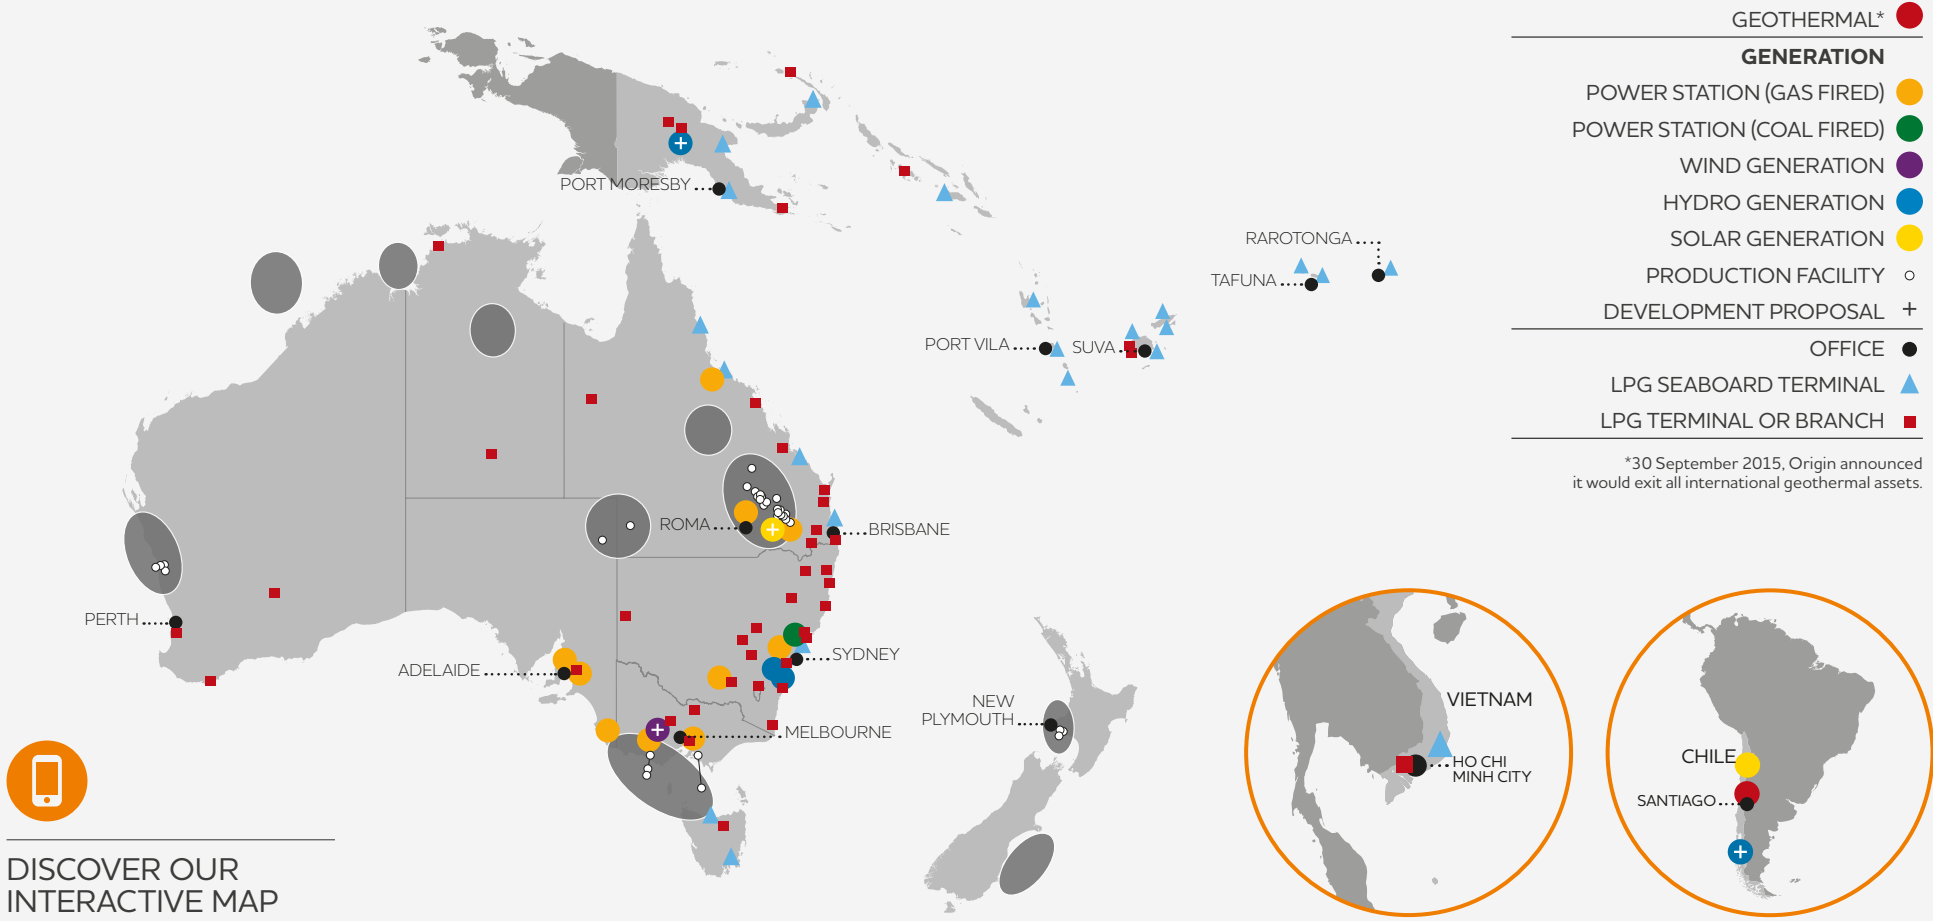 GEOTHERMAL*
GENERATION
POWER STATION (GAS FIRED)
POWER STATION (COAL FIRED)
WIND GENERATION
HYDRO GENERATION
SOLAR GENERATION
PRODUCTION FACILITY
DEVELOPMENT PROPOSAL +
OFFICE
LPG SEABOARD TERMINAL
LPG TERMINAL OR BRANCH
*30 September 2015, Origin announced
it would exit all international geothermal assets.
PORT MORESBY
RAROTONGA
TAFUNA
PORT VILA
SUVA
ROMA
BRISBANE
PERTH
ADELAIDE
SYDNEY
MELBOURNE
NEW
PLYMOUTH
VIETNAM
HO CHI
MINH CITY
CHILE
SANTIAGO
DISCOVER OUR
INTERACTIVE MAP